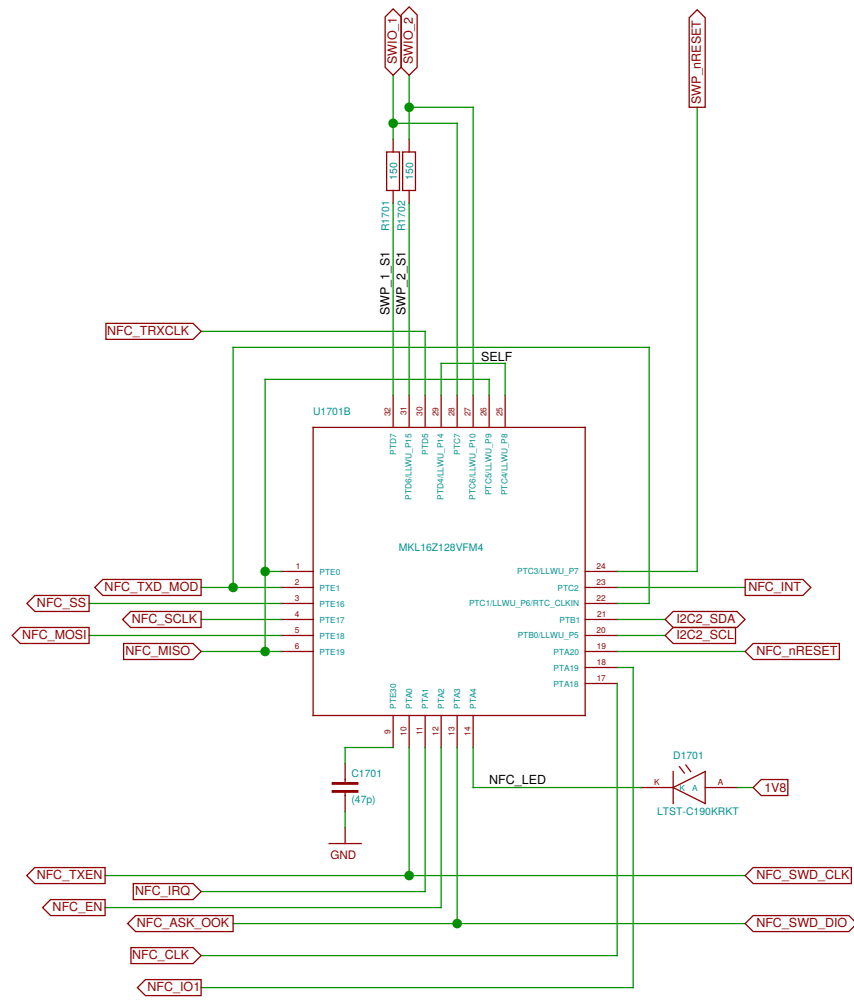 SWIO_1
SWIO_2
SWP_nRESET
150
150
R1701
R1702
SWP_1_S1
SWP_2_S1
NFC_TRXCLK
SELF
U1701B
32
31
30
29
28
27
26
25
PTD7
PTD6/LLWU_P15
PTD5
PTD4/LLWU_P14
PTC7
PTC6/LLWU_P10
PTC5/LLWU_P9
PTC4/LLWU_P8
MKL16Z128VFM4
1 PTE0
NFC_TXD_MOD 2 PTE1
NFC_SS 3 PTE16
NFC_SCLK 4 PTE17
NFC_MOSI 5 PTE18
NFC_MISO 6 PTE19
PTC3/LLWU_P7 24
PTC2 23 NFC_INT
PTC1/LLWU_P6/RTC_CLKIN 22
PTB1 21 I2C2_SDA
PTB0/LLWU_P5 20 I2C2_SCL
PTA20 19 NFC_nRESET
PTA19 18
PTA18 17
PTE30
PTA0
PTA1
PTA2
PTA3
PTA4
9
10
11
12
13
14
C1701
(47p)
GND
NFC_LED
D1701
K K A A
LTST-C190KRKT
1V8
NFC_TXEN
NFC_SWD_CLK
NFC_IRQ
NFC_EN
NFC_ASK_OOK
NFC_SWD_DIO
NFC_CLK
NFC_IO1